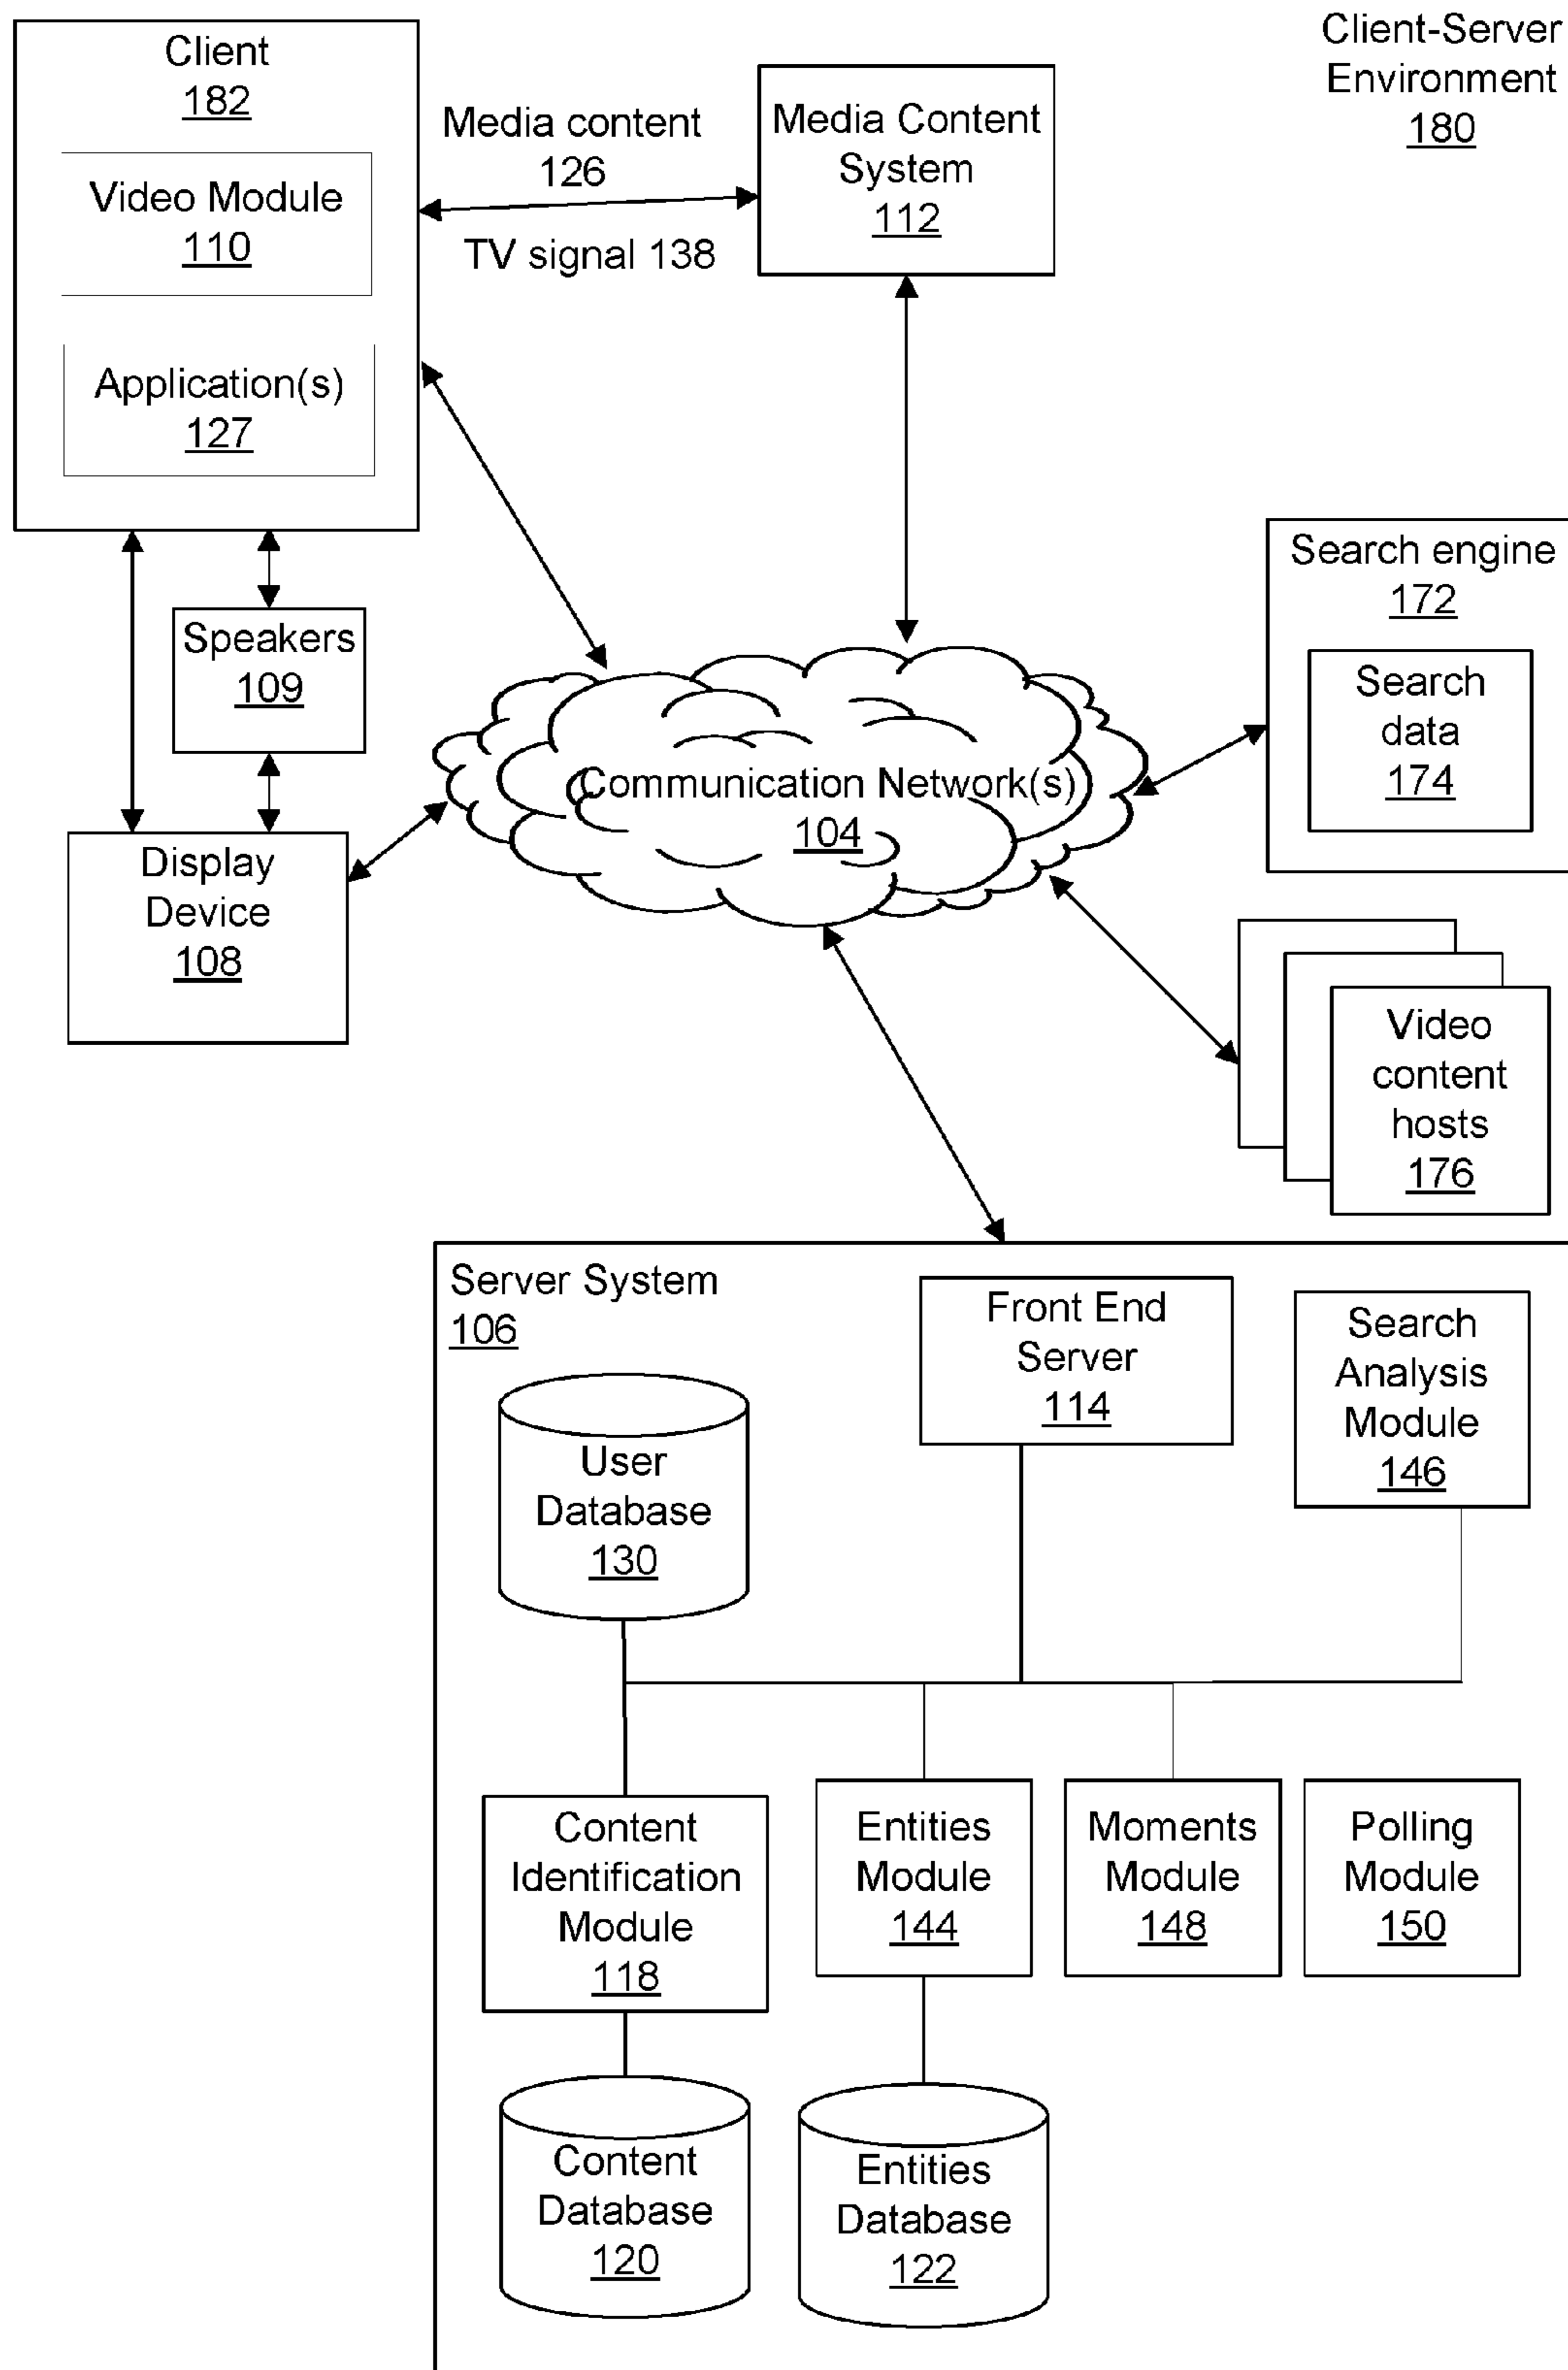 Client-Server
Environment
180
Client
182
Video Module
110
Application(s)
127
Media content
126
TV signal 138
Media Content
System
112
Speakers
109
Display
Device
108
Communication Network(s)
104
Search engine
172
Search
data
174
Video
content
hosts
176
Server System
106
Front End
Server
114
Search
Analysis
Module
146
User
Database
130
Content
Identification
Module
118
Entities
Module
144
Moments
Module
148
Polling
Module
150
Content
Database
120
Entities
Database
122